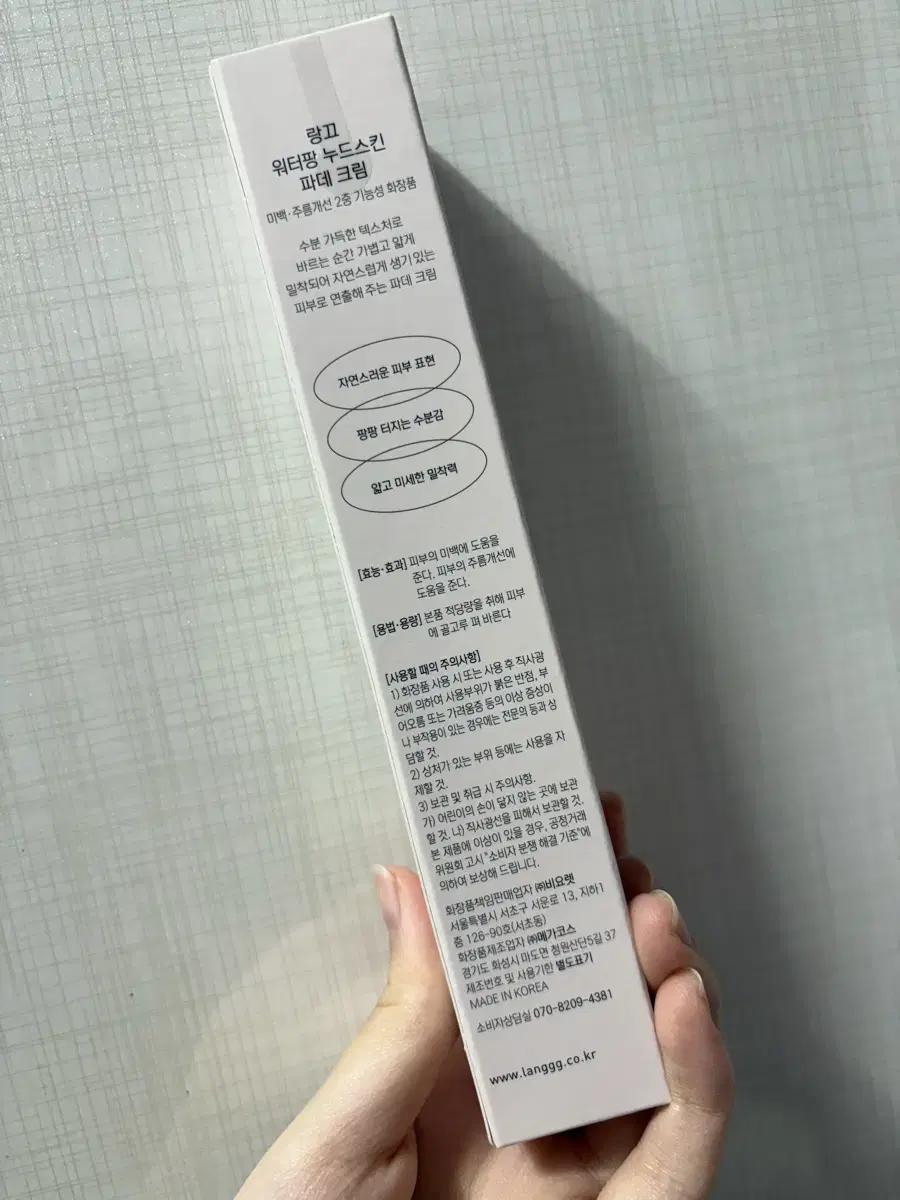 랑끄
워터팡 누드스킨
파데 크림
미백·주름개선 2중 기능성 화장품
수분 가득한 텍스처로
바르는 순간 가볍고 얇게
밀착되어 자연스럽게 생기 있는
피부로 연출해 주는 파데 크림
자연스러운 피부 표현
팡팡 터지는 수분감
얇고 미세한 밀착력
[효능·효과] 피부의 미백에 도움을
준다. 피부의 주름개선에
도움을 준다.
[용법·용량] 본품 적당량을 취해 피부
에 골고루 펴 바른다
[사용할 때의 주의사항]
1) 화장품 사용 시 또는 사용 후 직사광
선에 의하여 사용부위가 붉은 반점, 부
어오름 또는 가려움증 등의 이상 증상이
나 부작용이 있는 경우에는 전문의 등과 상
담할 것.
2) 상처가 있는 부위 등에는 사용을 자
제할 것.
3) 보관 및 취급 시 주의사항.
가) 어린이의 손이 닿지 않는 곳에 보관
할 것. 나) 직사광선을 피해서 보관할 것.
본 제품에 이상이 있을 경우, 공정거래
위원회 고시 "소비자 분쟁 해결 기준"에
의하여 보상해 드립니다.
화장품책임판매업자 ㈜비요렛
서울특별시 서초구 서운로 13, 지하1
층 126-90호(서초동)
화장품제조업자 ㈜메가코스
경기도 화성시 마도면 청원산단5길 37
제조번호 및 사용기한 별도표기
MADE IN KOREA
소비자상담실 070-8209-4381
www.langgg.co.kr